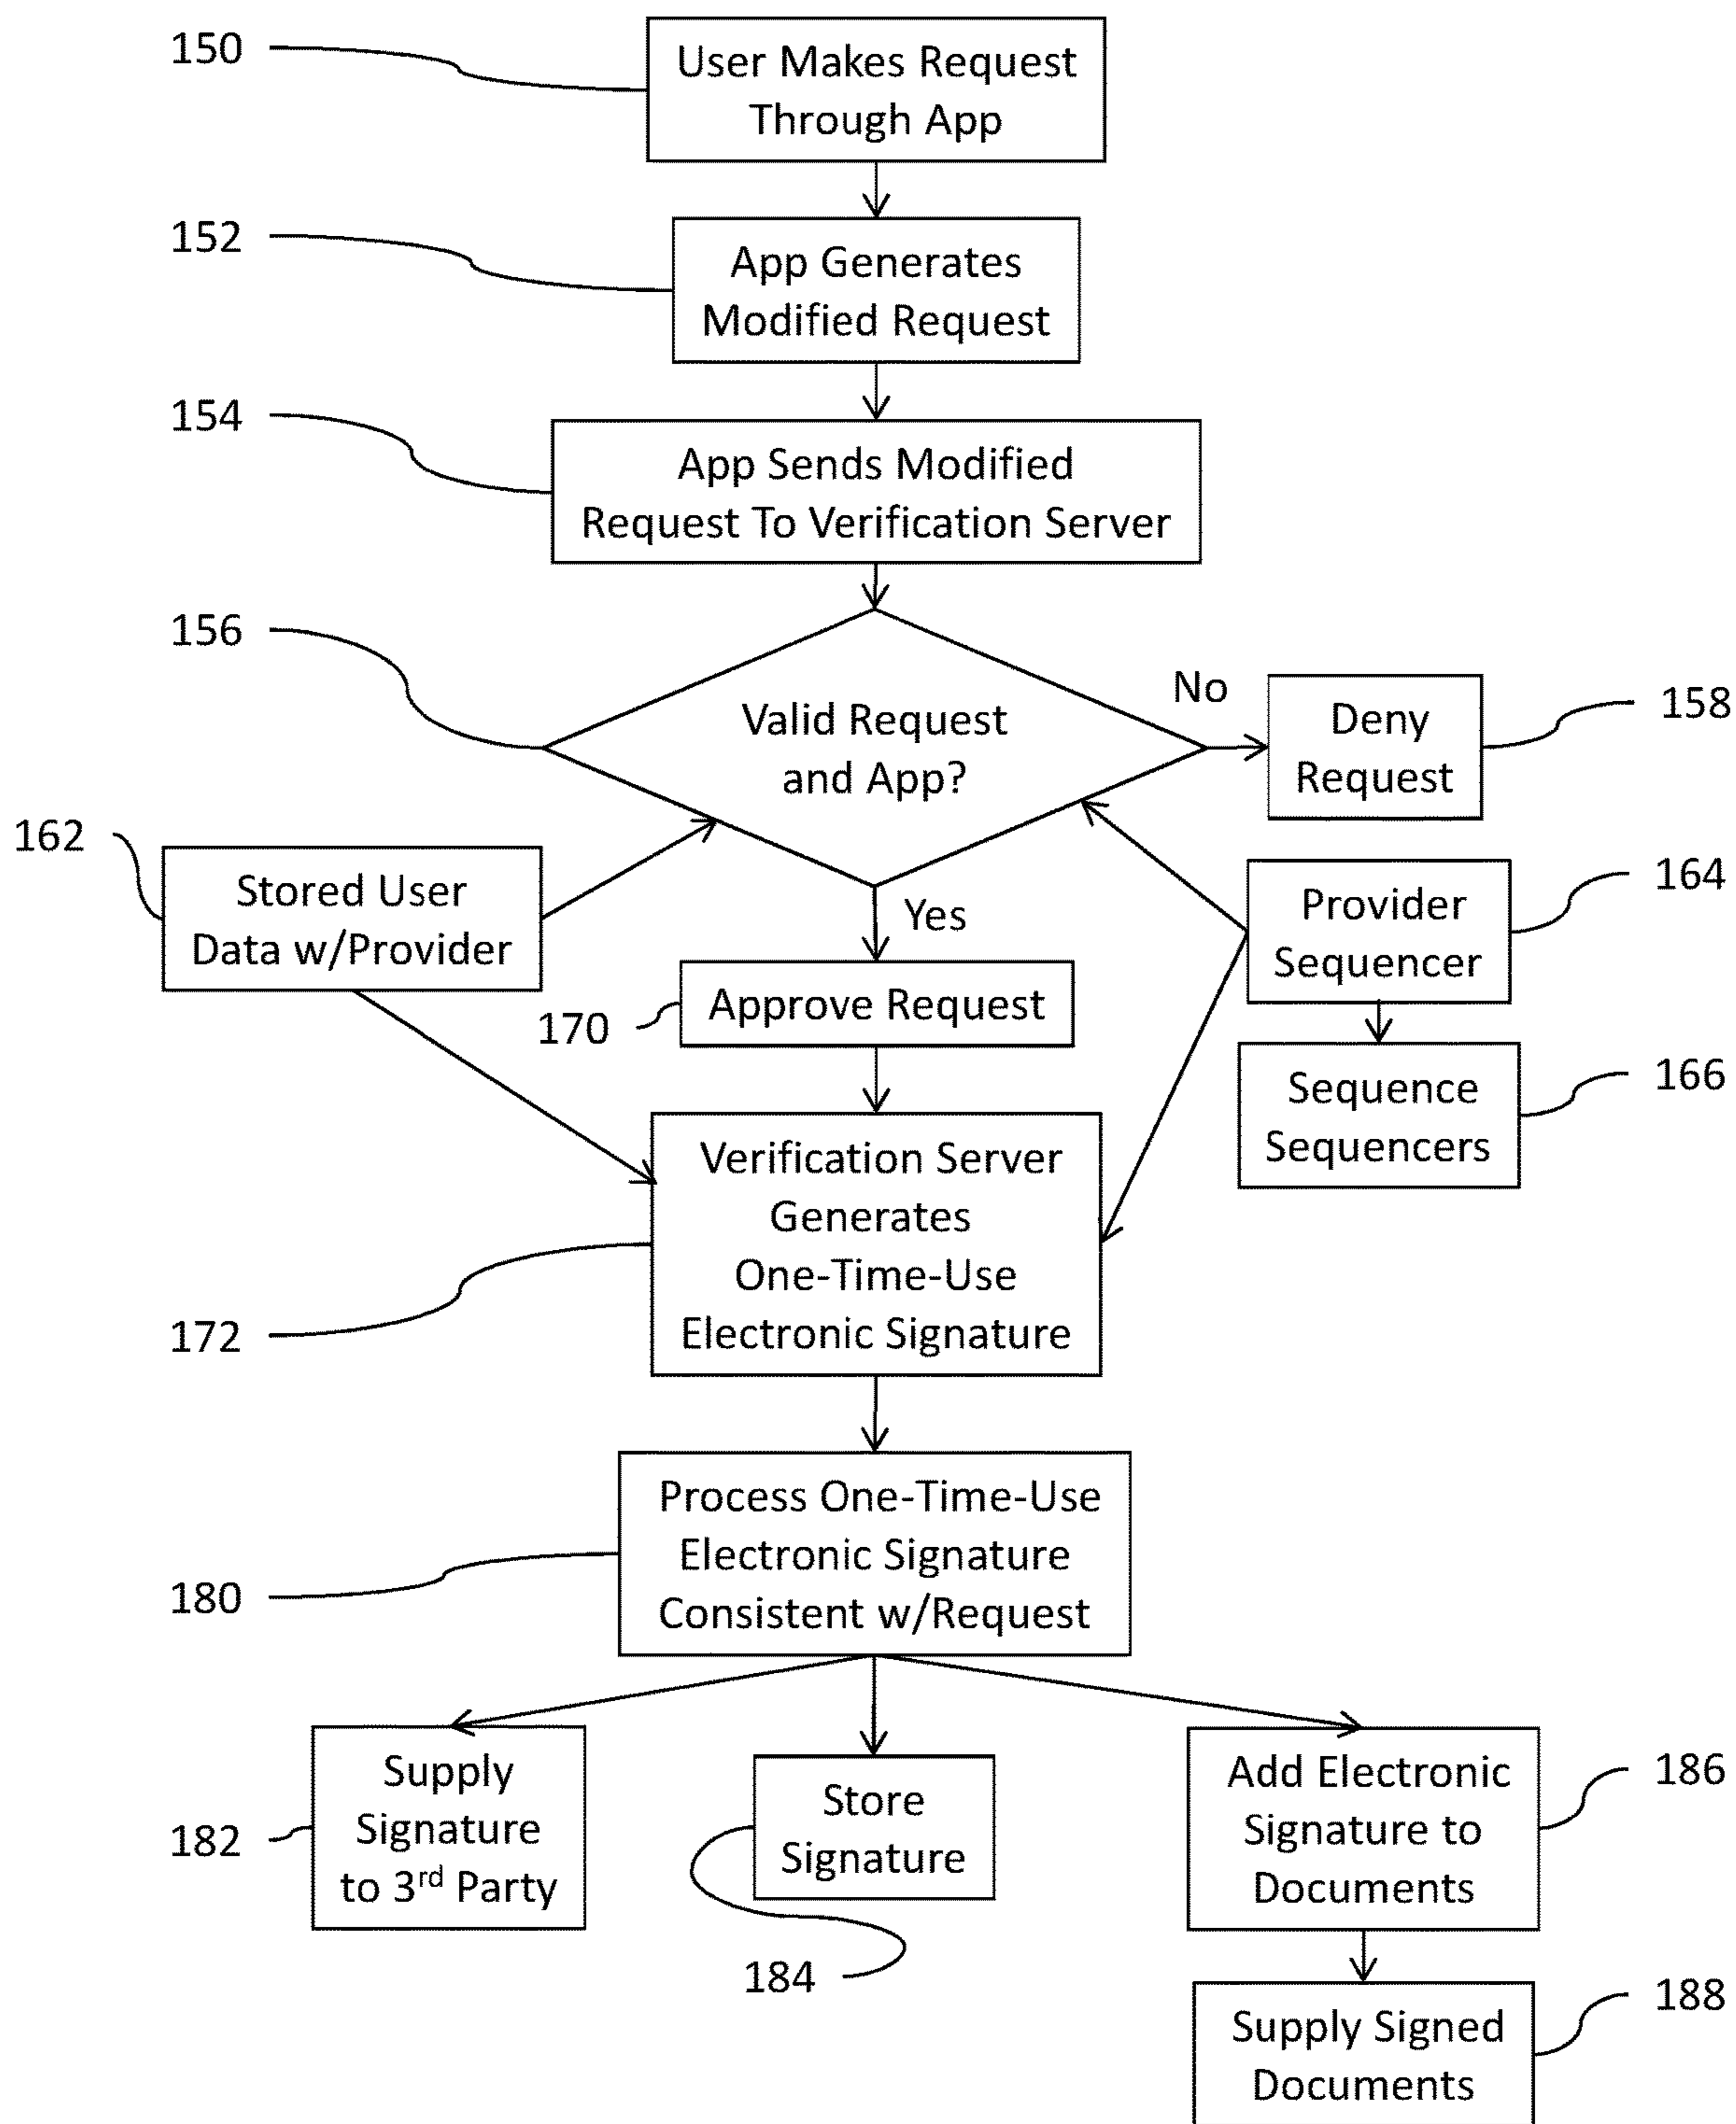 150
User Makes Request
Through App
152
App Generates
Modified Request
154
App Sends Modified
Request To Verification Server
156
Valid Request
and App?
No
Deny
Request
158
162
Stored User
Data w/Provider
Yes
Provider
Sequencer
164
170
Approve Request
Sequence
Sequencers
166
Verification Server
Generates
One-Time-Use
Electronic Signature
172
Process One-Time-Use
Electronic Signature
Consistent w/Request
180
Supply
Signature
to 3rd Party
182
Store
Signature
184
Add Electronic
Signature to
Documents
186
Supply Signed
Documents
188